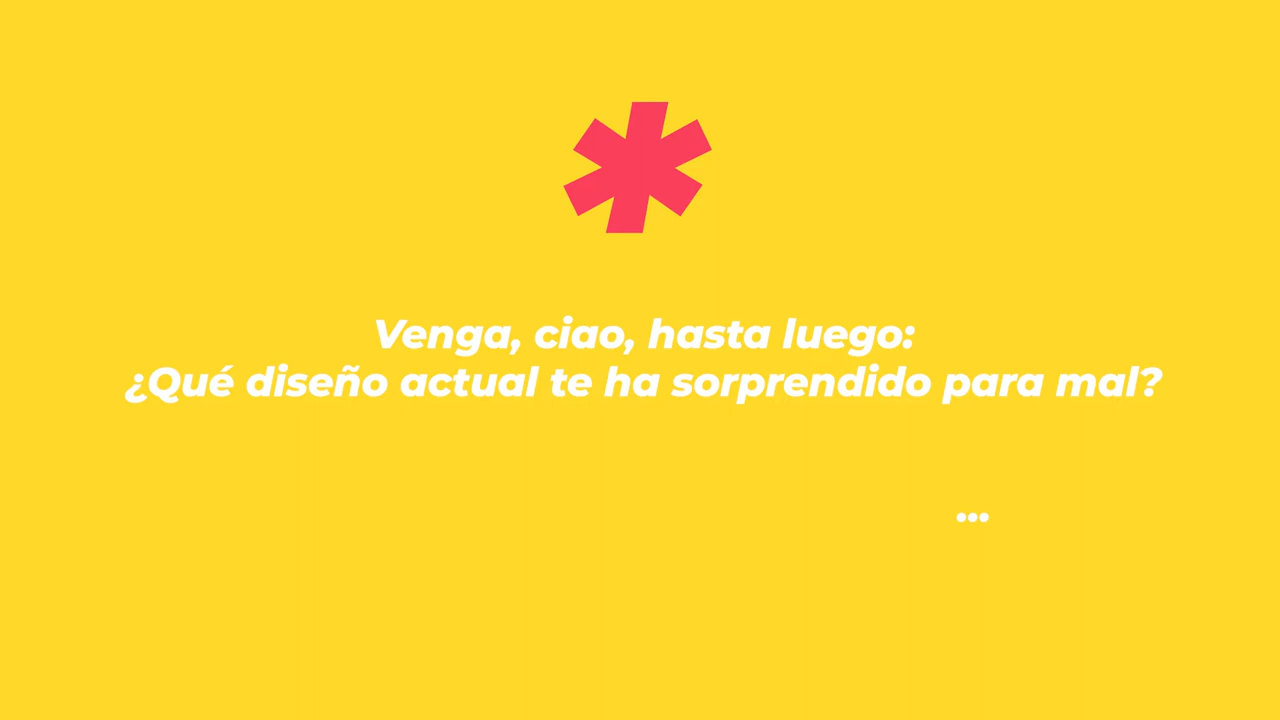 Venga, ciao, hasta luego:
¿Qué diseño actual te ha sorprendido para mal?
...